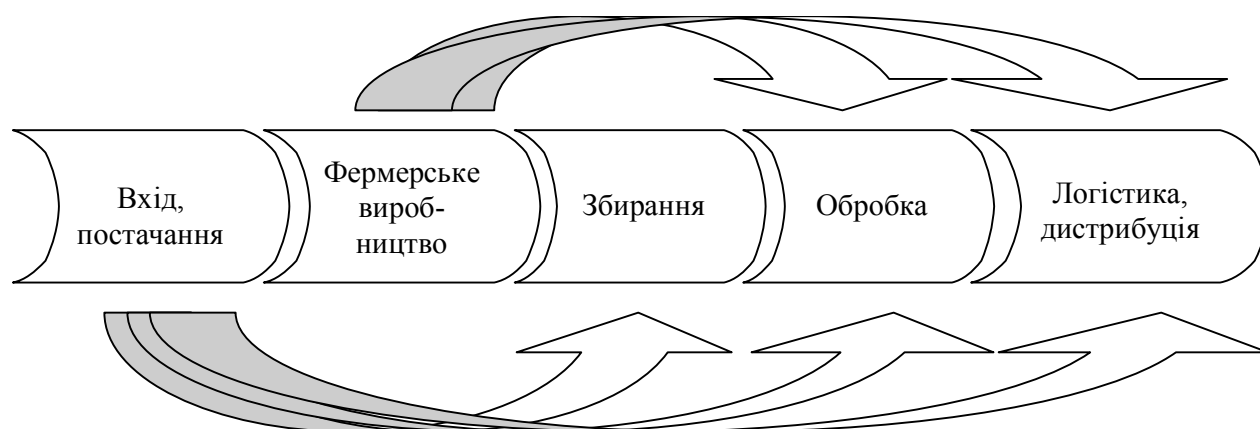 Вхід,
постачання
Фермерське
вироб-
ництво
Збирання
Обробка
Логістика,
дистрибуція